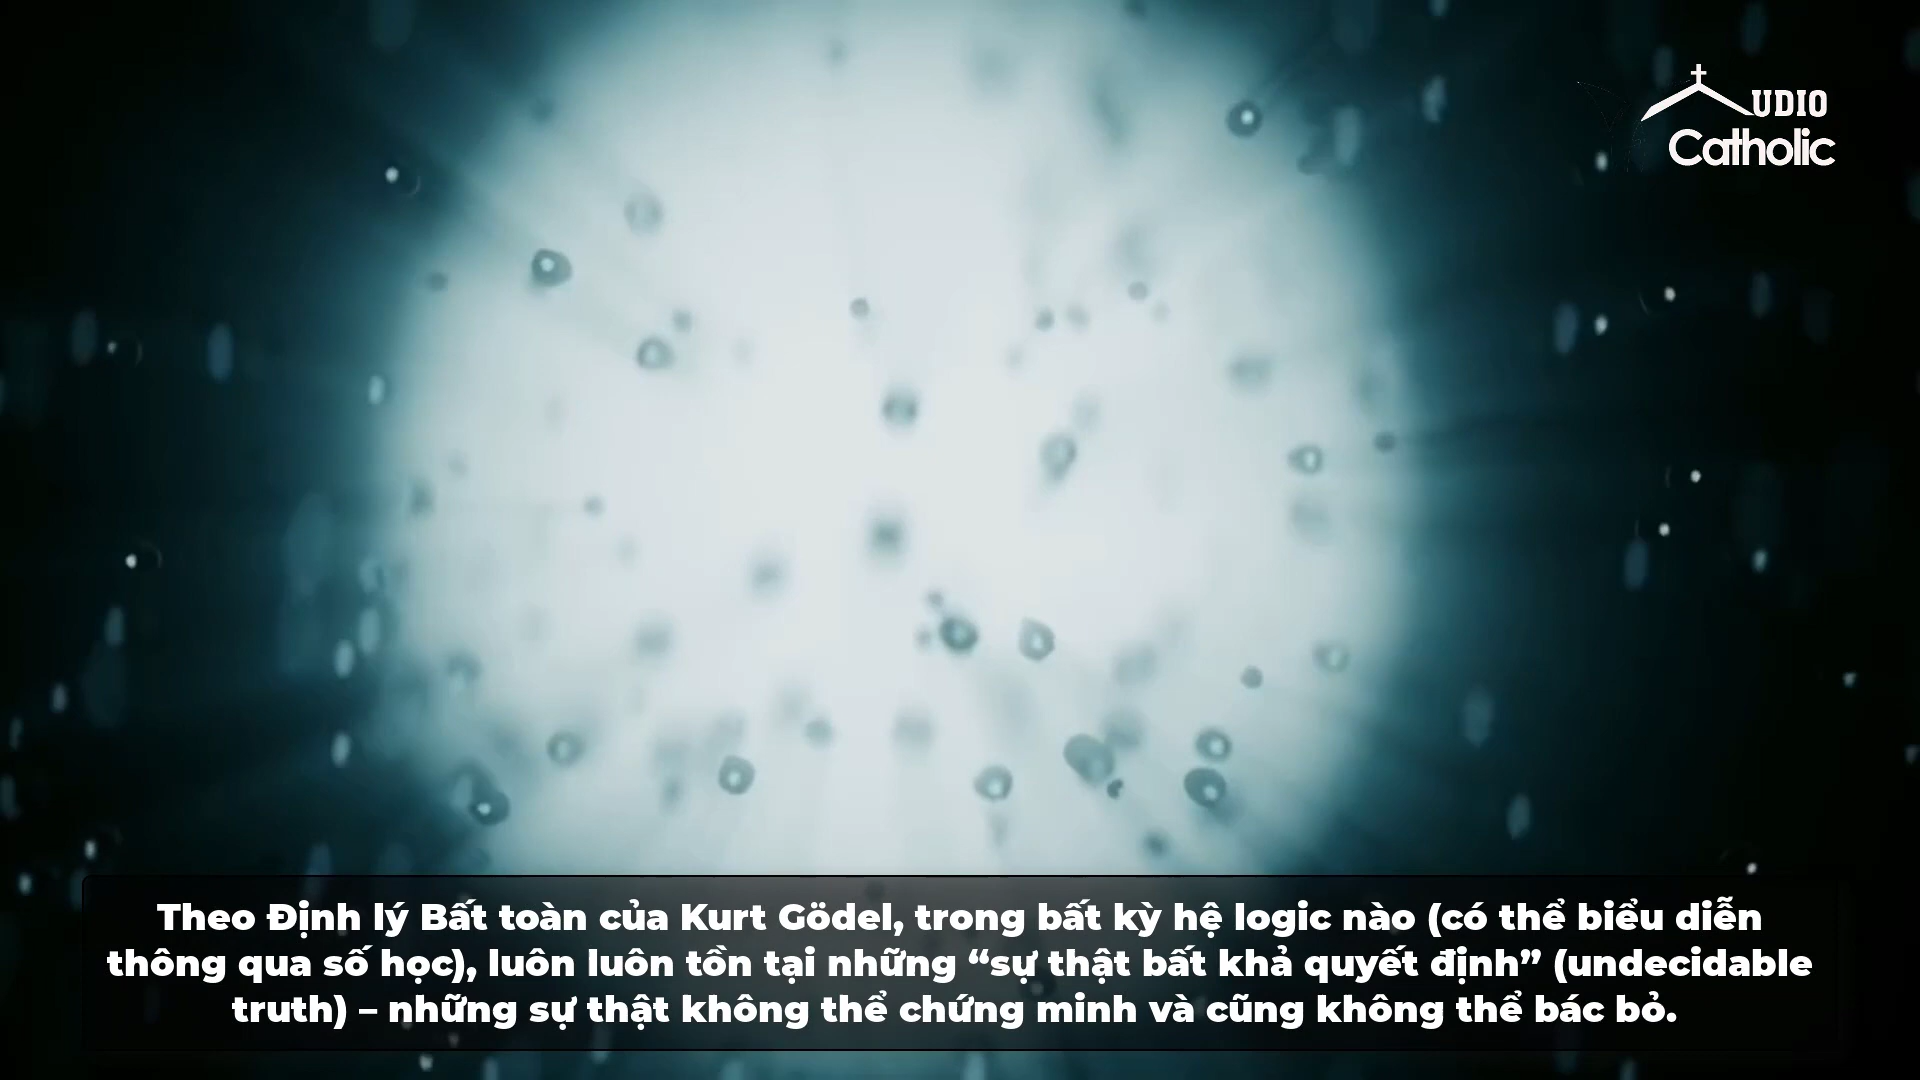 UDIO
Catholic
Theo Định lý Bất toàn của Kurt Gödel, trong bất kỳ hệ logic nào (có thể biểu diễn
thông qua số học), luôn luôn tồn tại những “sự thật bất khả quyết định” (undecidable
truth) – những sự thật không thể chứng minh và cũng không thể bác bỏ.